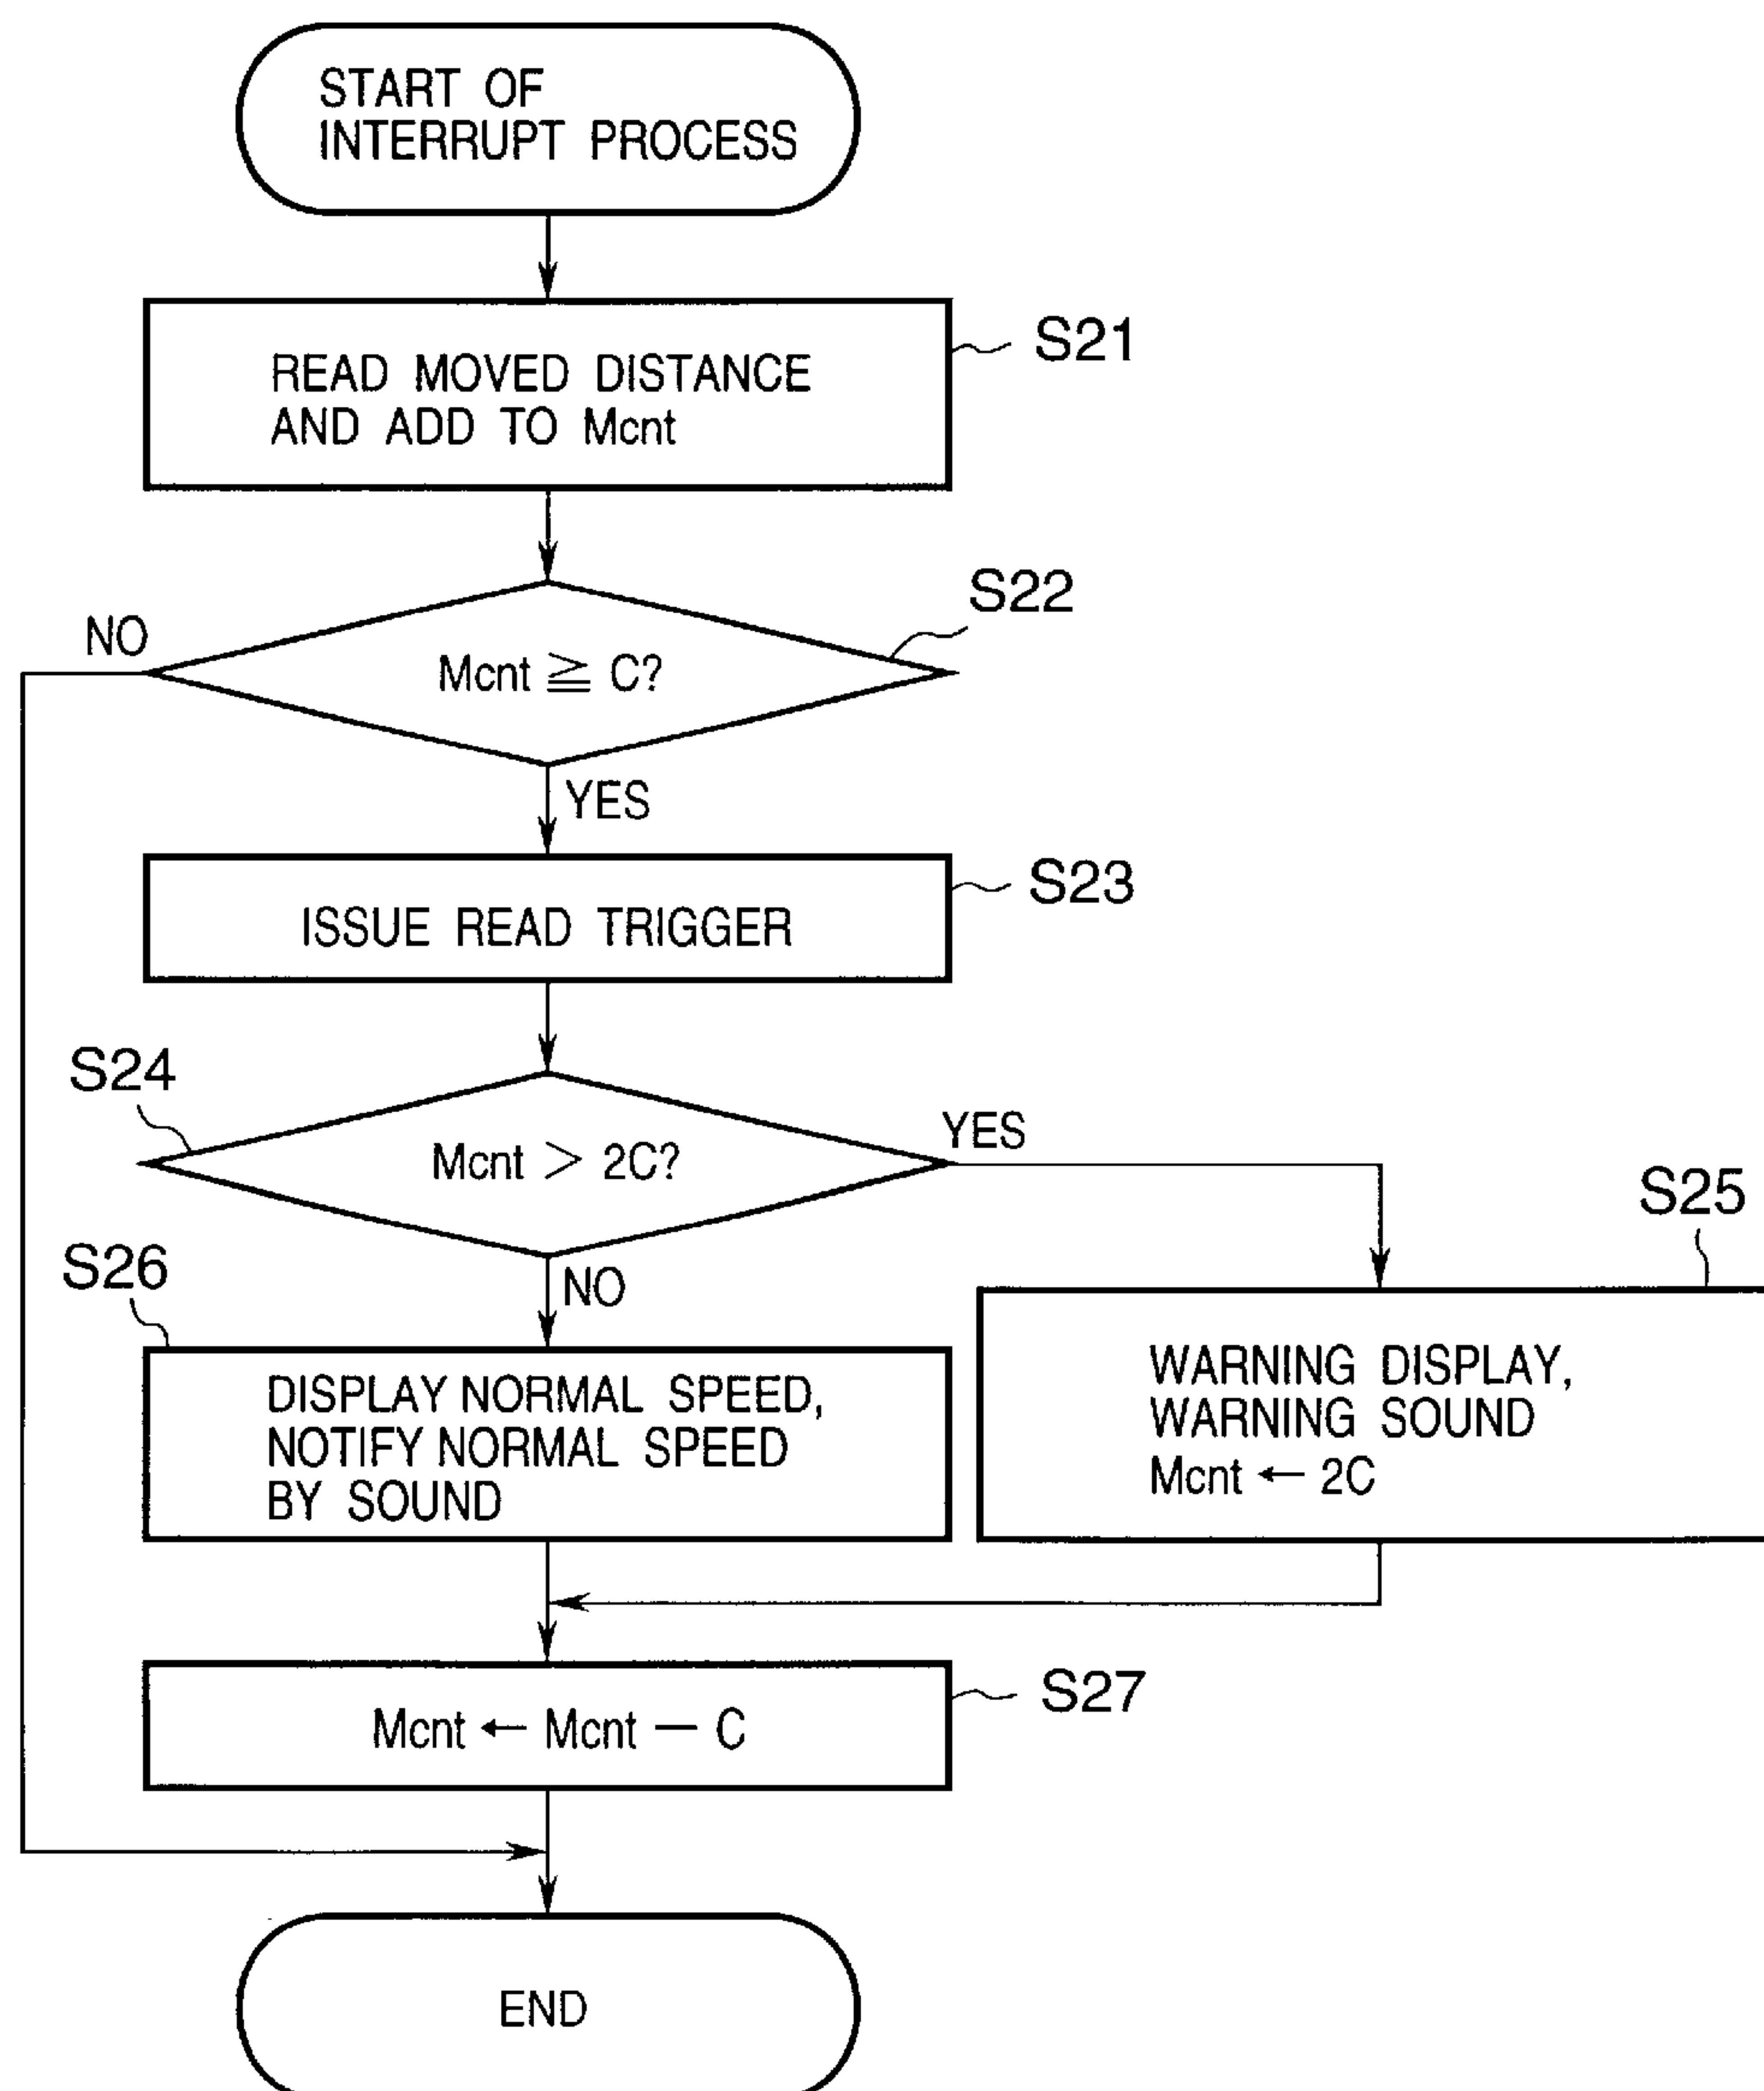 START OF
INTERRUPT PROCESS
READ MOVED DISTANCE
AND ADD TO Mcnt
S21
S22
NO
Mcnt ≧ C?
YES
ISSUE READ TRIGGER
S23
S24
Mcnt > 2C?
YES
S25
S26
NO
DISPLAY NORMAL SPEED,
NOTIFY NORMAL SPEED
BY SOUND
WARNING DISPLAY,
WARNING SOUND
Mcnt ← 2C
Mcnt ← Mcnt — C
S27
END